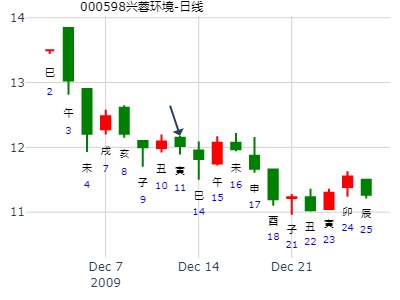 000598兴蓉环境-日线
14
13
12
11
巳
2
午
3
未
4
戌
7
亥
8
子
9
丑
10
寅
11
巳
14
午
15
未
16
申
17
酉
18
子
21
丑
22
寅
23
卯
24
辰
25
Dec 7
2009
Dec 14
Dec 21